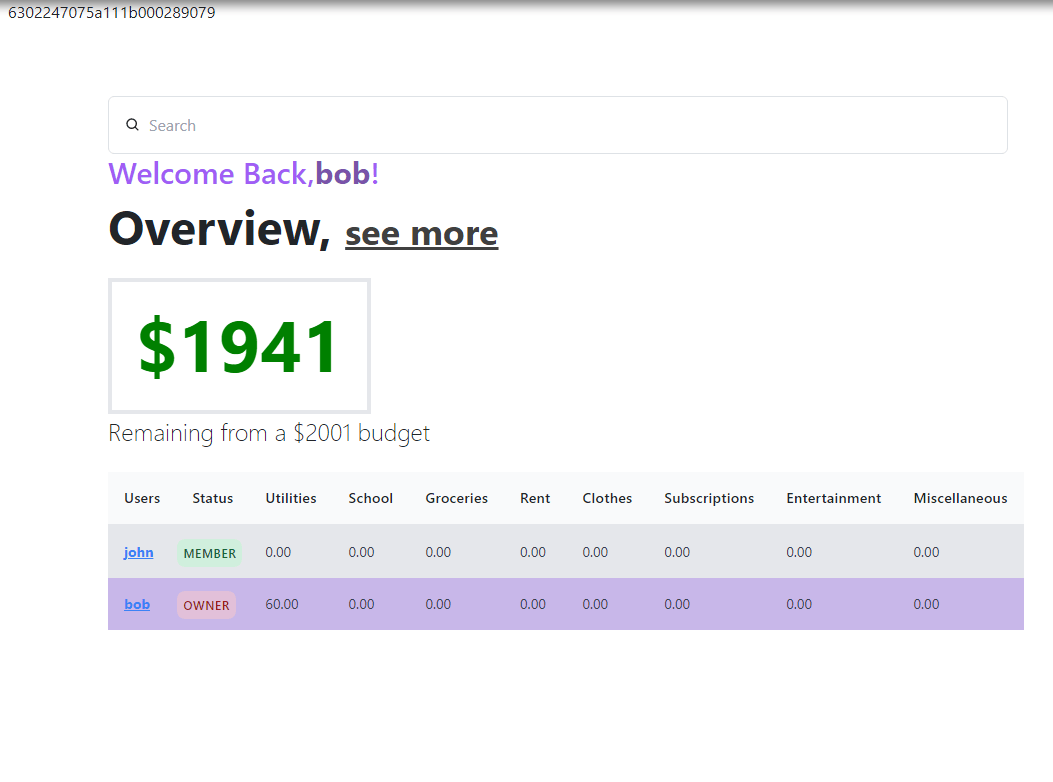 6302247075a111b000289079
Search
Welcome Back,bob!
Overview, see more
$1941
Remaining from a $2001 budget
Users Status Utilities School Groceries Rent Clothes Subscriptions Entertainment Miscellaneous
john MEMBER 0.00 0.00 0.00 0.00 0.00 0.00 0.00 0.00
bob OWNER 60.00 0.00 0.00 0.00 0.00 0.00 0.00 0.00